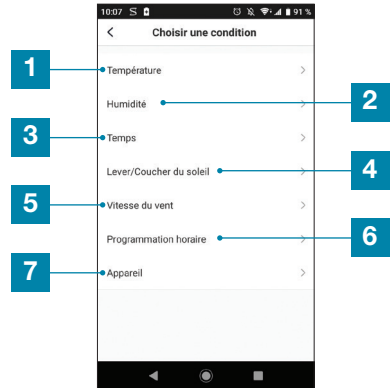 10:07 S 91 %
Choisir une condition
1 Température
Humidité 2
3 Temps
Lever/Coucher du soleil 4
5 Vitesse du vent
Programmation horaire 6
7 Appareil